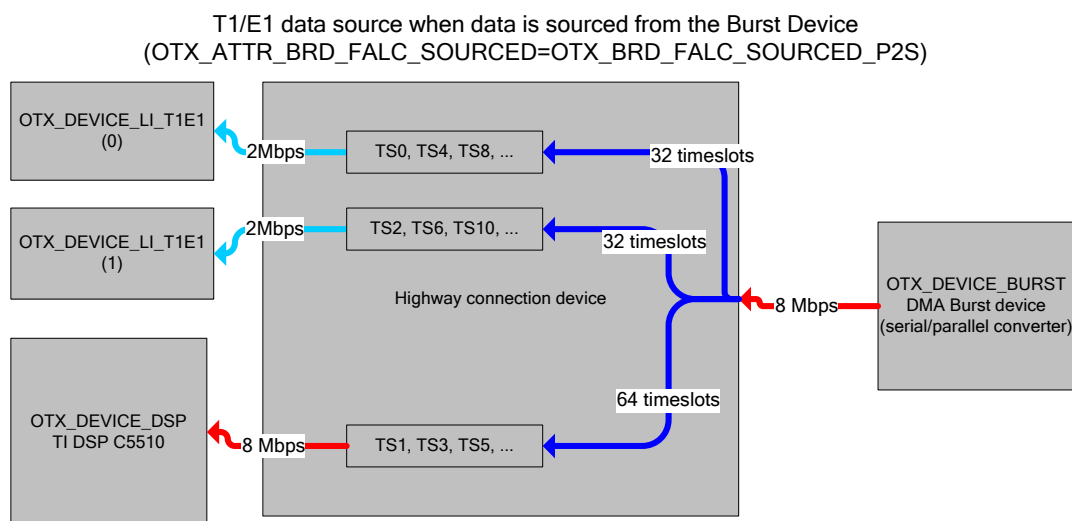 T1/E1 data source when data is sourced from the Burst Device
(OTX_ATTR_BRD_FALC_SOURCED=OTX_BRD_FALC_SOURCED_P2S)
OTX_DEVICE_LI_T1E1
(0)
2Mbps
TS0, TS4, TS8, ...
32 timeslots
OTX_DEVICE_LI_T1E1
(1)
2Mbps
TS2, TS6, TS10, ...
32 timeslots
Highway connection device
8 Mbps
OTX_DEVICE_BURST
DMA Burst device
(serial/parallel converter)
64 timeslots
OTX_DEVICE_DSP
TI DSP C5510
8 Mbps
TS1, TS3, TS5, ...